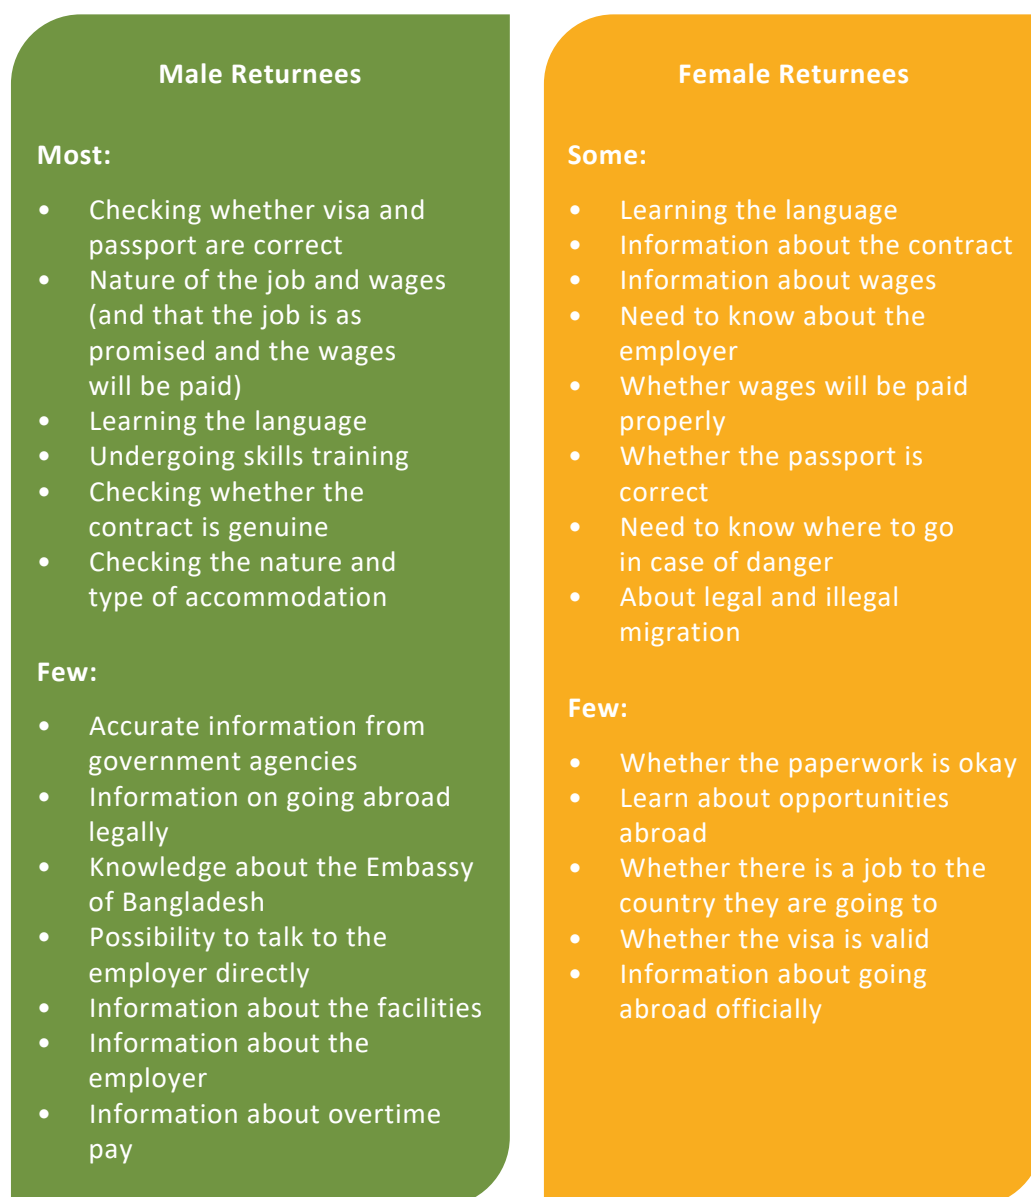 Male Returnees
Most:
• Checking whether visa and
passport are correct
• Nature of the job and wages
(and that the job is as
promised and the wages
will be paid)
• Learning the language
• Undergoing skills training
• Checking whether the
contract is genuine
• Checking the nature and
type of accommodation
Few:
• Accurate information from
government agencies
• Information on going abroad
legally
• Knowledge about the Embassy
of Bangladesh
• Possibility to talk to the
employer directly
• Information about the facilities
• Information about the
employer
• Information about overtime
pay
Female Returnees
Some:
• Learning the language
• Information about the contract
• Information about wages
• Need to know about the
employer
• Whether wages will be paid
properly
• Whether the passport is
correct
• Need to know where to go
in case of danger
• About legal and illegal
migration
Few:
• Whether the paperwork is okay
• Learn about opportunities
abroad
• Whether there is a job to the
country they are going to
• Whether the visa is valid
• Information about going
abroad officially